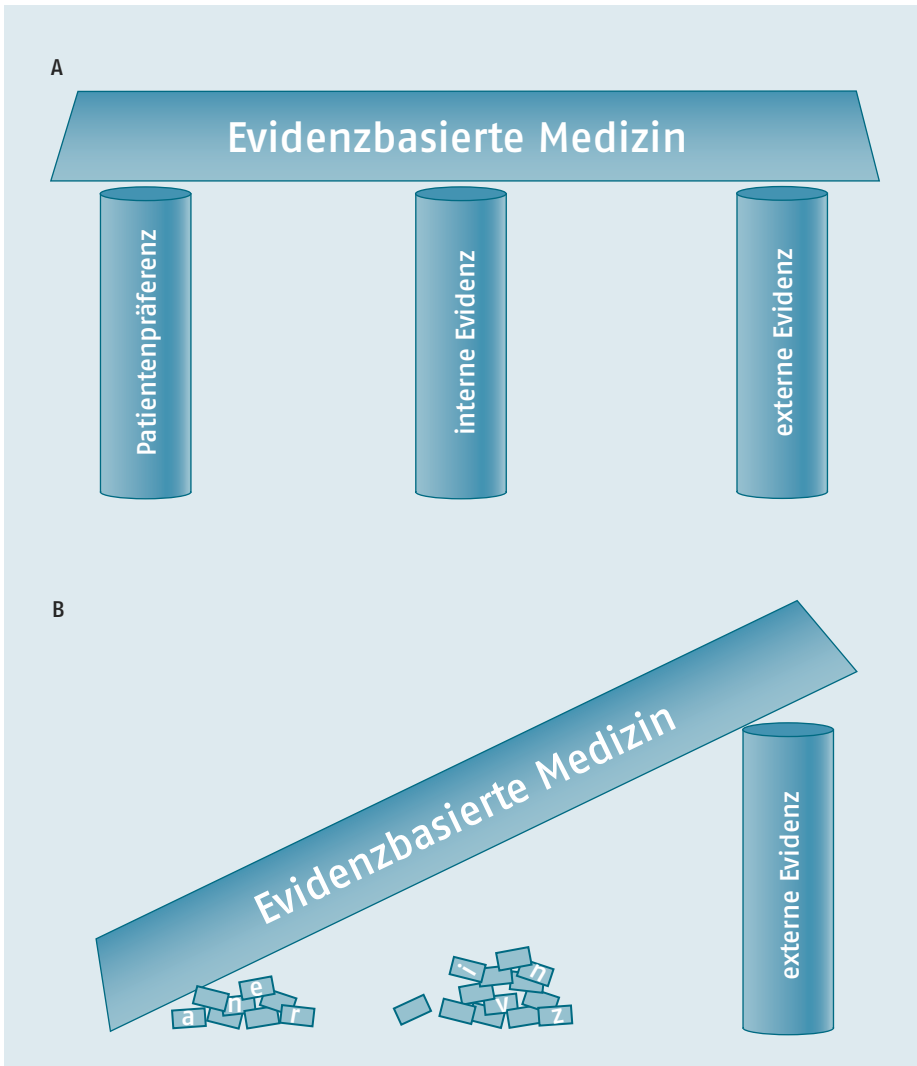 A
Evidenzbasierte Medizin
Patientenpräferenz
interne Evidenz
externe Evidenz
B
Evidenzbasierte Medizin
externe Evidenz
a n e r
i n v z